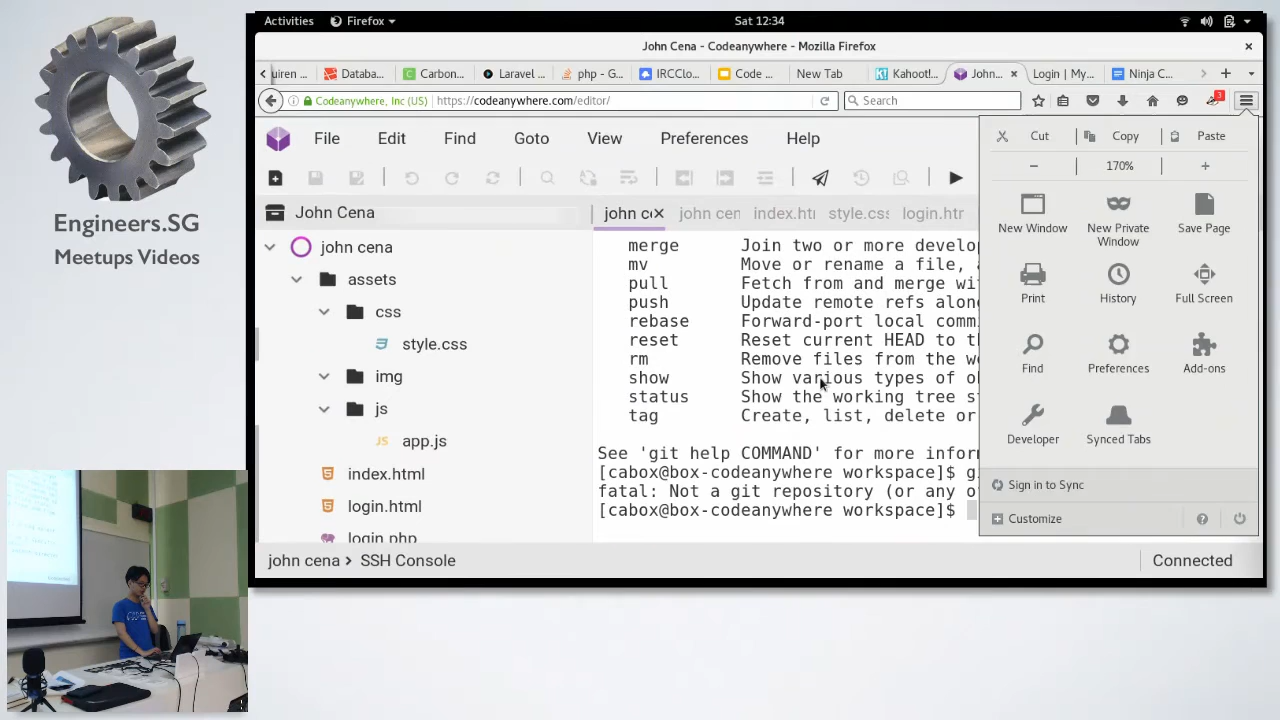 Engineers.SG
Meetups Videos
Activities Firefox Sat 12:34
John Cena - Codeanywhere - Mozilla Firefox
uiren ... Databa... Carbon... Laravel ... php - G... IRCClo... Code ... New Tab Kahoot!... John... Login | My... Ninja C...
Codeanywhere, Inc (US) https://codeanywhere.com/editor/ Search 3
File Edit Find Goto View Preferences Help
John Cena
john c john cen index.ht style.css login.htr
john cena
assets
css
style.css
img
js
app.js
index.html
login.html
login.php
merge Join two or more develo
mv Move or rename a file,
pull Fetch from and merge wi
push Update remote refs alon
rebase Forward-port local comm
reset Reset current HEAD to t
rm Remove files from the w
show Show various types of o
status Show the working tree s
tag Create, list, delete or
See 'git help COMMAND' for more infor
[cabox@box-codeanywhere workspace]$ g
fatal: Not a git repository (or any o
[cabox@box-codeanywhere workspace]$
john cena > SSH Console
Connected
Cut Copy Paste
− 170% +
New Window New Private Window Save Page
Print History Full Screen
Find Preferences Add-ons
Developer Synced Tabs
Sign in to Sync
Customize